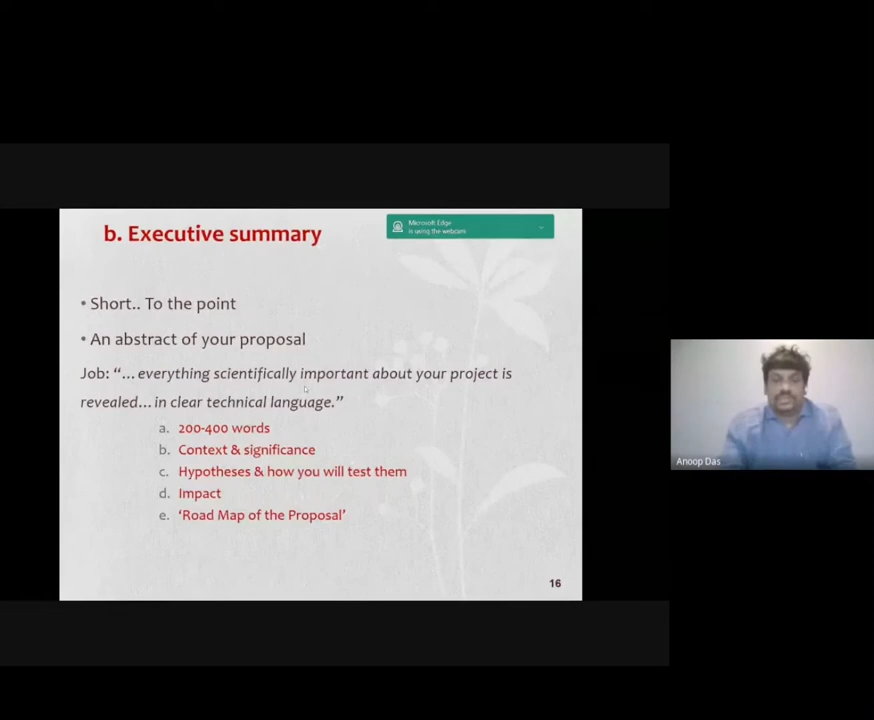 b. Executive summary
Microsoft Edge
is using the webcam
• Short.. To the point
• An abstract of your proposal
Job: “… everything scientifically important about your project is
revealed… in clear technical language.”
a. 200-400 words
b. Context & significance
c. Hypotheses & how you will test them
d. Impact
e. ‘Road Map of the Proposal’
16
Anoop Das